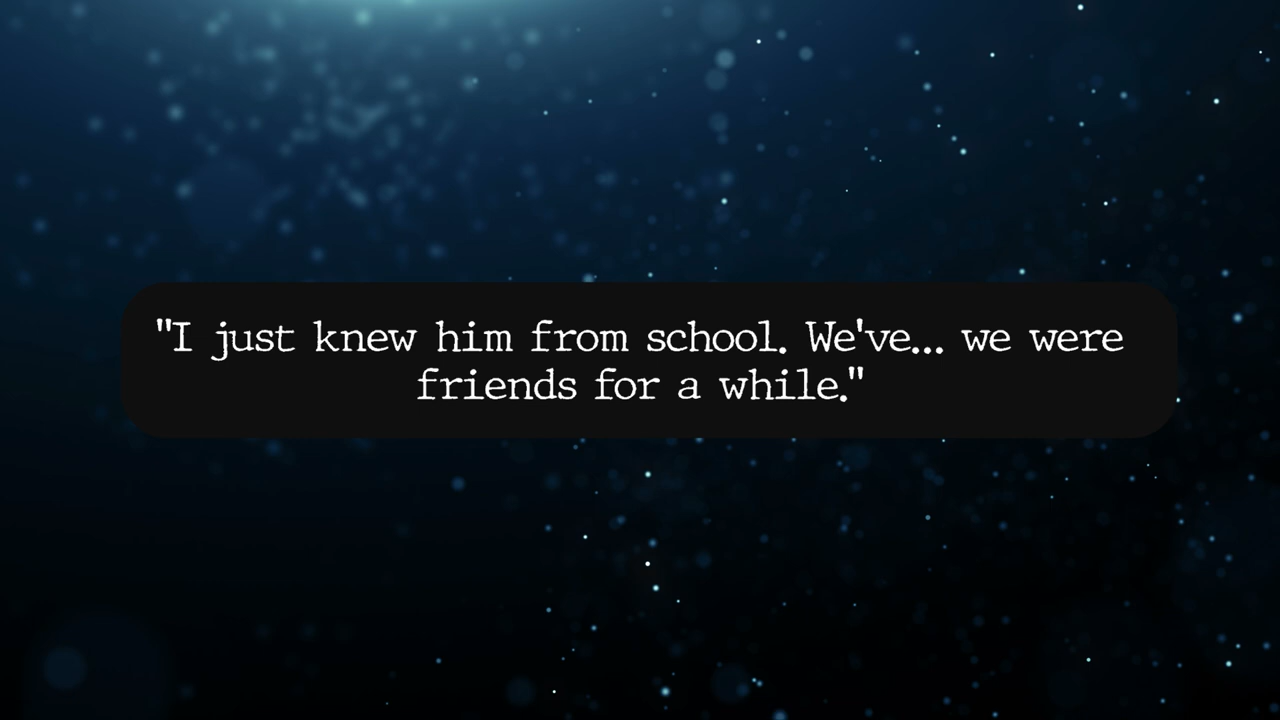 "I just knew him from school. We've... we were
friends for a while."